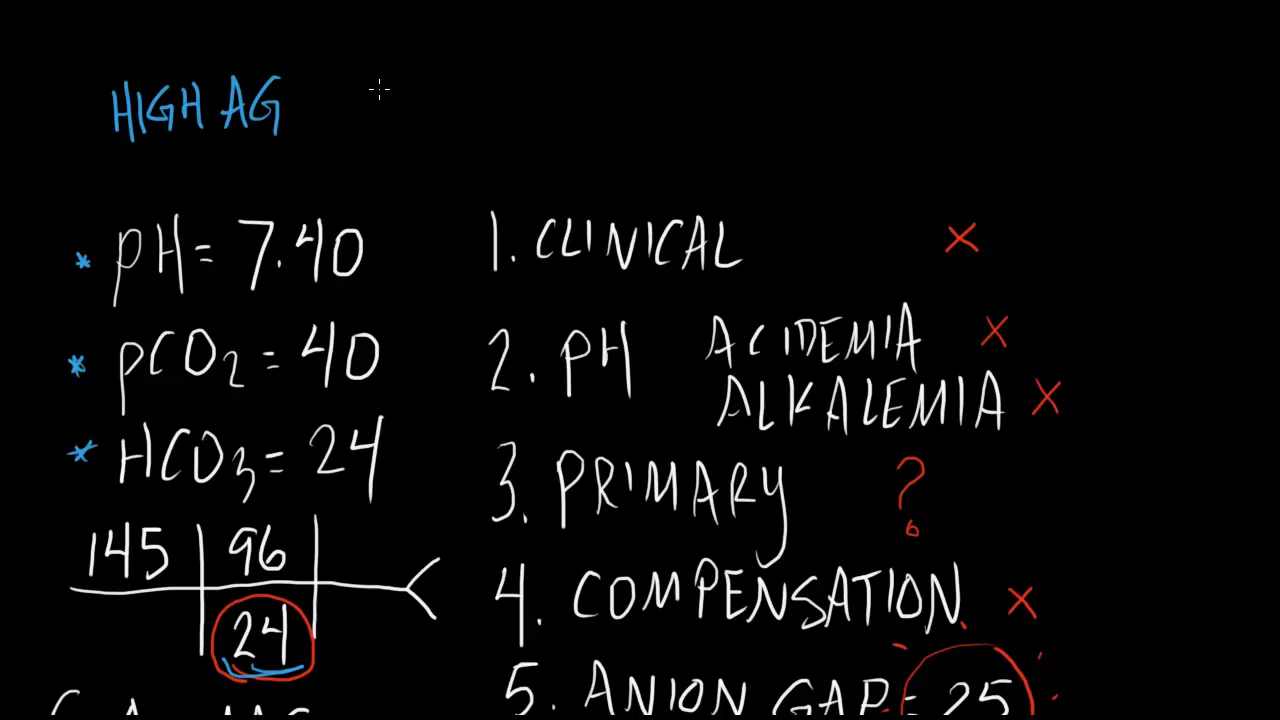 HIGH AG
pH = 7.40
pCO2 = 40
HCO3 = 24
145 96
24
1. CLINICAL
2. PH ACIDEMIA
ALKALEMIA
3. PRIMARY ?
4. COMPENSATION
5. ANION GAP = 25